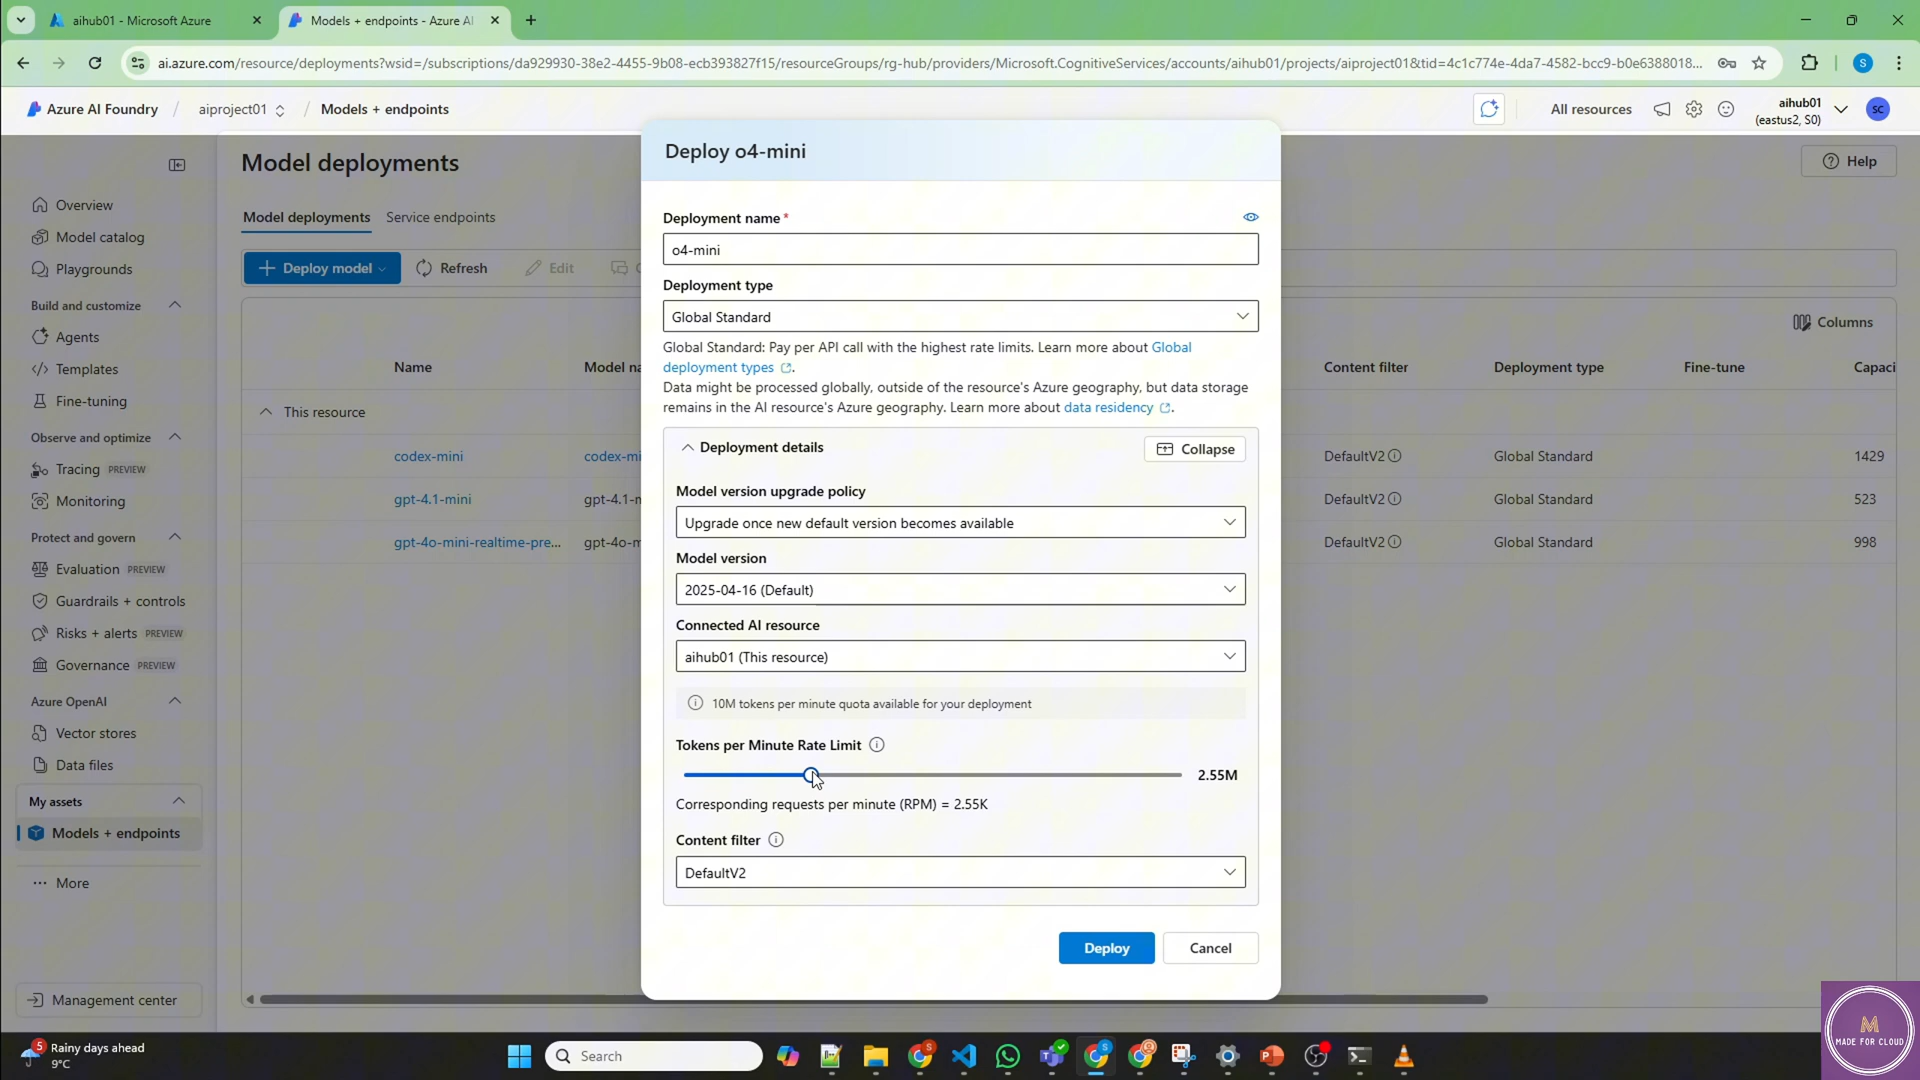 aihub01 - Microsoft Azure
Models + endpoints - Azure AI
ai.azure.com/resource/deployments?wsid=/subscriptions/da929930-38e2-4455-9b08-ecb393827f15/resourceGroups/rg-hub/providers/Microsoft.CognitiveServices/accounts/aihub01/projects/aiproject01&tid=4c1c774e-4da7-4582-bcc9-b0e6388018...
S
Azure AI Foundry / aiproject01 / Models + endpoints
All resources
aihub01
(eastus2, S0)
SC
Overview
Model catalog
Playgrounds
Build and customize
Agents
Templates
Fine-tuning
Observe and optimize
Tracing PREVIEW
Monitoring
Protect and govern
Evaluation PREVIEW
Guardrails + controls
Risks + alerts PREVIEW
Governance PREVIEW
Azure OpenAI
Vector stores
Data files
My assets
Models + endpoints
More
Management center
Model deployments
Help
Model deployments
Service endpoints
Deploy model
Refresh
Edit
Columns
Name
Model na
Content filter
Deployment type
Fine-tune
Capaci
This resource
codex-mini
codex-mi
DefaultV2
Global Standard
1429
gpt-4.1-mini
gpt-4.1-m
DefaultV2
Global Standard
523
gpt-4o-mini-realtime-pre...
gpt-4o-m
DefaultV2
Global Standard
998
Deploy o4-mini
Deployment name*
o4-mini
Deployment type
Global Standard
Global Standard: Pay per API call with the highest rate limits. Learn more about Global
deployment types.
Data might be processed globally, outside of the resource's Azure geography, but data storage
remains in the AI resource's Azure geography. Learn more about data residency.
Deployment details
Collapse
Model version upgrade policy
Upgrade once new default version becomes available
Model version
2025-04-16 (Default)
Connected AI resource
aihub01 (This resource)
10M tokens per minute quota available for your deployment
Tokens per Minute Rate Limit
2.55M
Corresponding requests per minute (RPM) = 2.55K
Content filter
DefaultV2
Deploy
Cancel
M
MADE FOR CLOUD
5
Rainy days ahead
9°C
Search